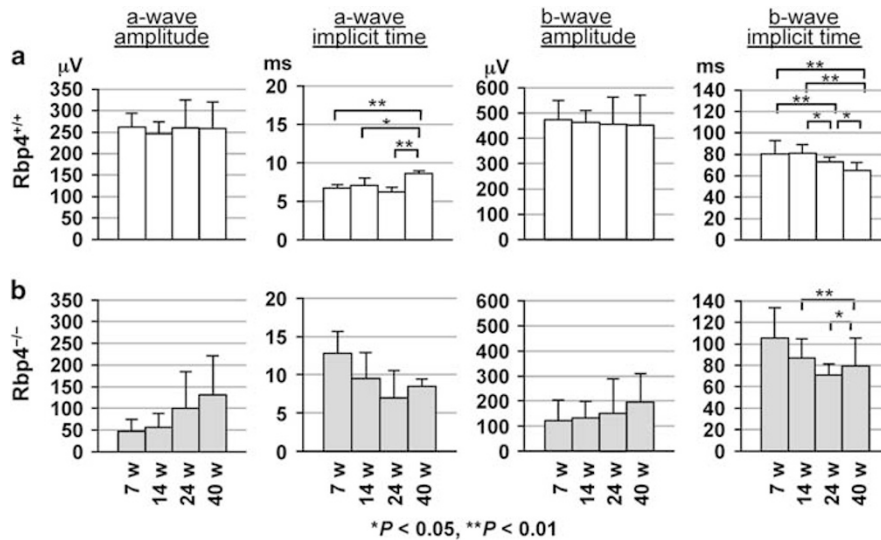 a-wave amplitude
a-wave implicit time
b-wave amplitude
b-wave implicit time
a
Rbp4+/+
μV
350
300
250
200
150
100
50
0
ms
20
15
10
5
0
**
*
**
μV
600
500
400
300
200
100
0
ms
140
120
100
80
60
40
20
0
**
**
**
*
*
b
Rbp4−/−
350
300
250
200
150
100
50
0
20
15
10
5
0
600
500
400
300
200
100
0
140
120
100
80
60
40
20
0
**
*
7 w
14 w
24 w
40 w
7 w
14 w
24 w
40 w
7 w
14 w
24 w
40 w
7 w
14 w
24 w
40 w
*P < 0.05, **P < 0.01